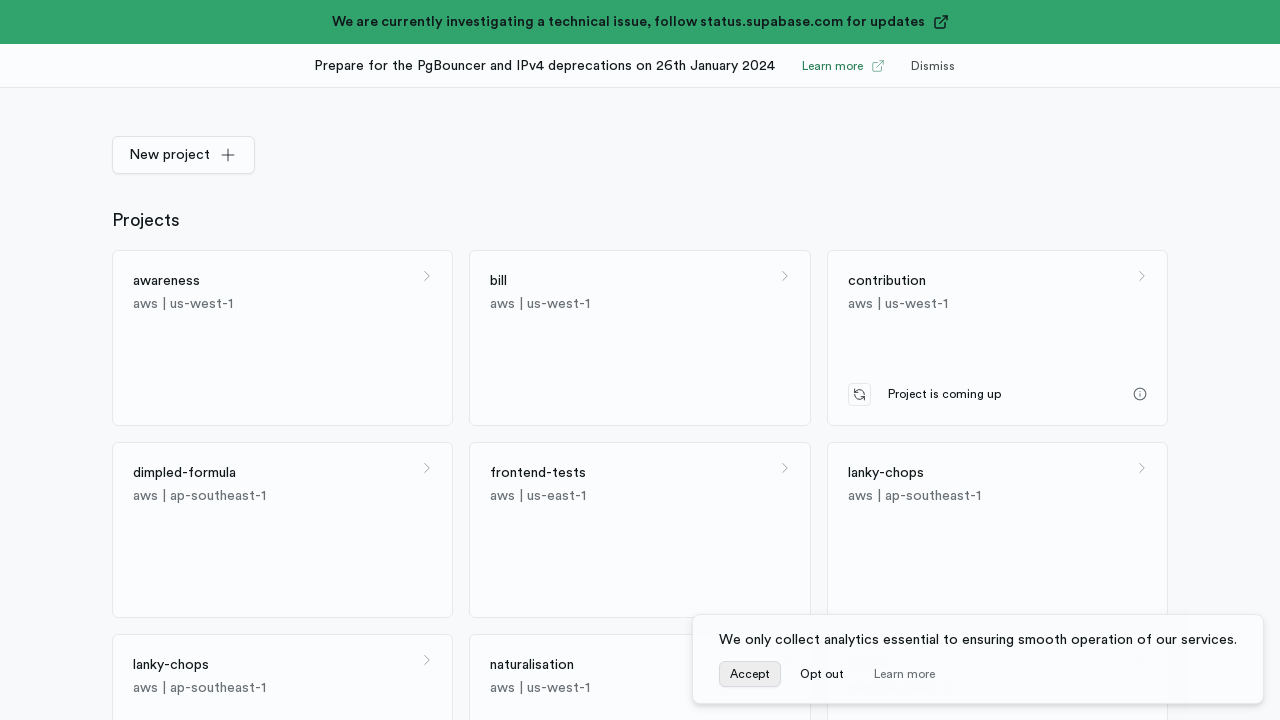 We are currently investigating a technical issue, follow status.supabase.com for updates
Prepare for the PgBouncer and IPv4 deprecations on 26th January 2024 Learn more Dismiss
New project
Projects
awareness
aws | us-west-1
bill
aws | us-west-1
contribution
aws | us-west-1
Project is coming up
dimpled-formula
aws | ap-southeast-1
frontend-tests
aws | us-east-1
lanky-chops
aws | ap-southeast-1
lanky-chops
aws | ap-southeast-1
naturalisation
aws | us-west-1
We only collect analytics essential to ensuring smooth operation of our services.
Accept Opt out Learn more